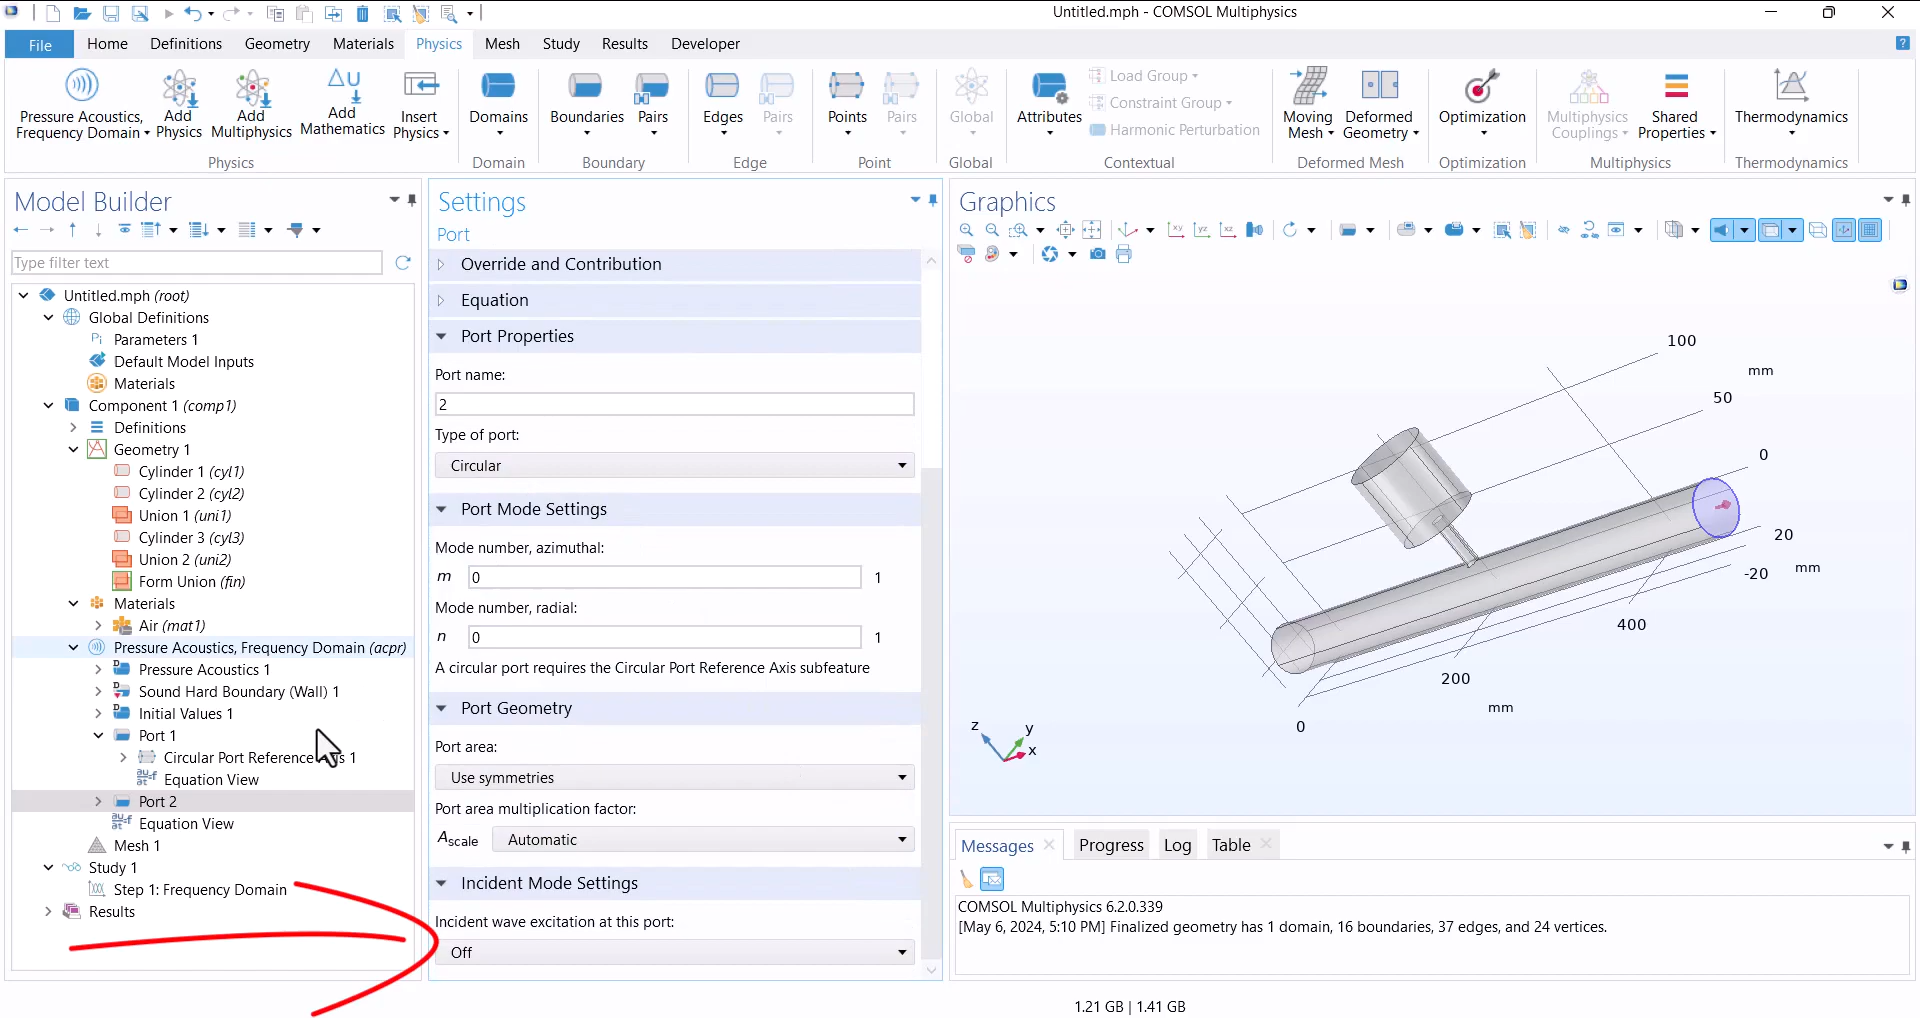 Untitled.mph - COMSOL Multiphysics
File Home Definitions Geometry Materials Physics Mesh Study Results Developer
Pressure Acoustics, Frequency Domain
Add Physics
Add Multiphysics
Add Mathematics
Insert Physics
Domains
Boundaries
Pairs
Edges
Pairs
Points
Pairs
Global
Attributes
Load Group
Constraint Group
Harmonic Perturbation
Moving Mesh
Deformed Geometry
Optimization
Multiphysics Couplings
Shared Properties
Thermodynamics
Physics Domain Boundary Edge Point Global Contextual Deformed Mesh Optimization Multiphysics Thermodynamics
Model Builder
Type filter text
Untitled.mph (root)
Global Definitions
Pi Parameters 1
Default Model Inputs
Materials
Component 1 (comp1)
Definitions
Geometry 1
Cylinder 1 (cyl1)
Cylinder 2 (cyl2)
Union 1 (uni1)
Cylinder 3 (cyl3)
Union 2 (uni2)
Form Union (fin)
Materials
Air (mat1)
Pressure Acoustics, Frequency Domain (acpr)
Pressure Acoustics 1
Sound Hard Boundary (Wall) 1
Initial Values 1
Port 1
Circular Port Reference 1
Equation View
Port 2
Equation View
Mesh 1
Study 1
Step 1: Frequency Domain
Results
Settings
Port
Override and Contribution
Equation
Port Properties
Port name:
2
Type of port:
Circular
Port Mode Settings
Mode number, azimuthal:
m 0 1
Mode number, radial:
n 0 1
A circular port requires the Circular Port Reference Axis subfeature
Port Geometry
Port area:
Use symmetries
Port area multiplication factor:
Ascale Automatic
Incident Mode Settings
Incident wave excitation at this port:
Off
Graphics
xy yz xz
100
mm
50
0
20
-20 mm
400
200
mm
0
z y x
Messages Progress Log Table
COMSOL Multiphysics 6.2.0.339
[May 6, 2024, 5:10 PM] Finalized geometry has 1 domain, 16 boundaries, 37 edges, and 24 vertices.
1.21 GB | 1.41 GB